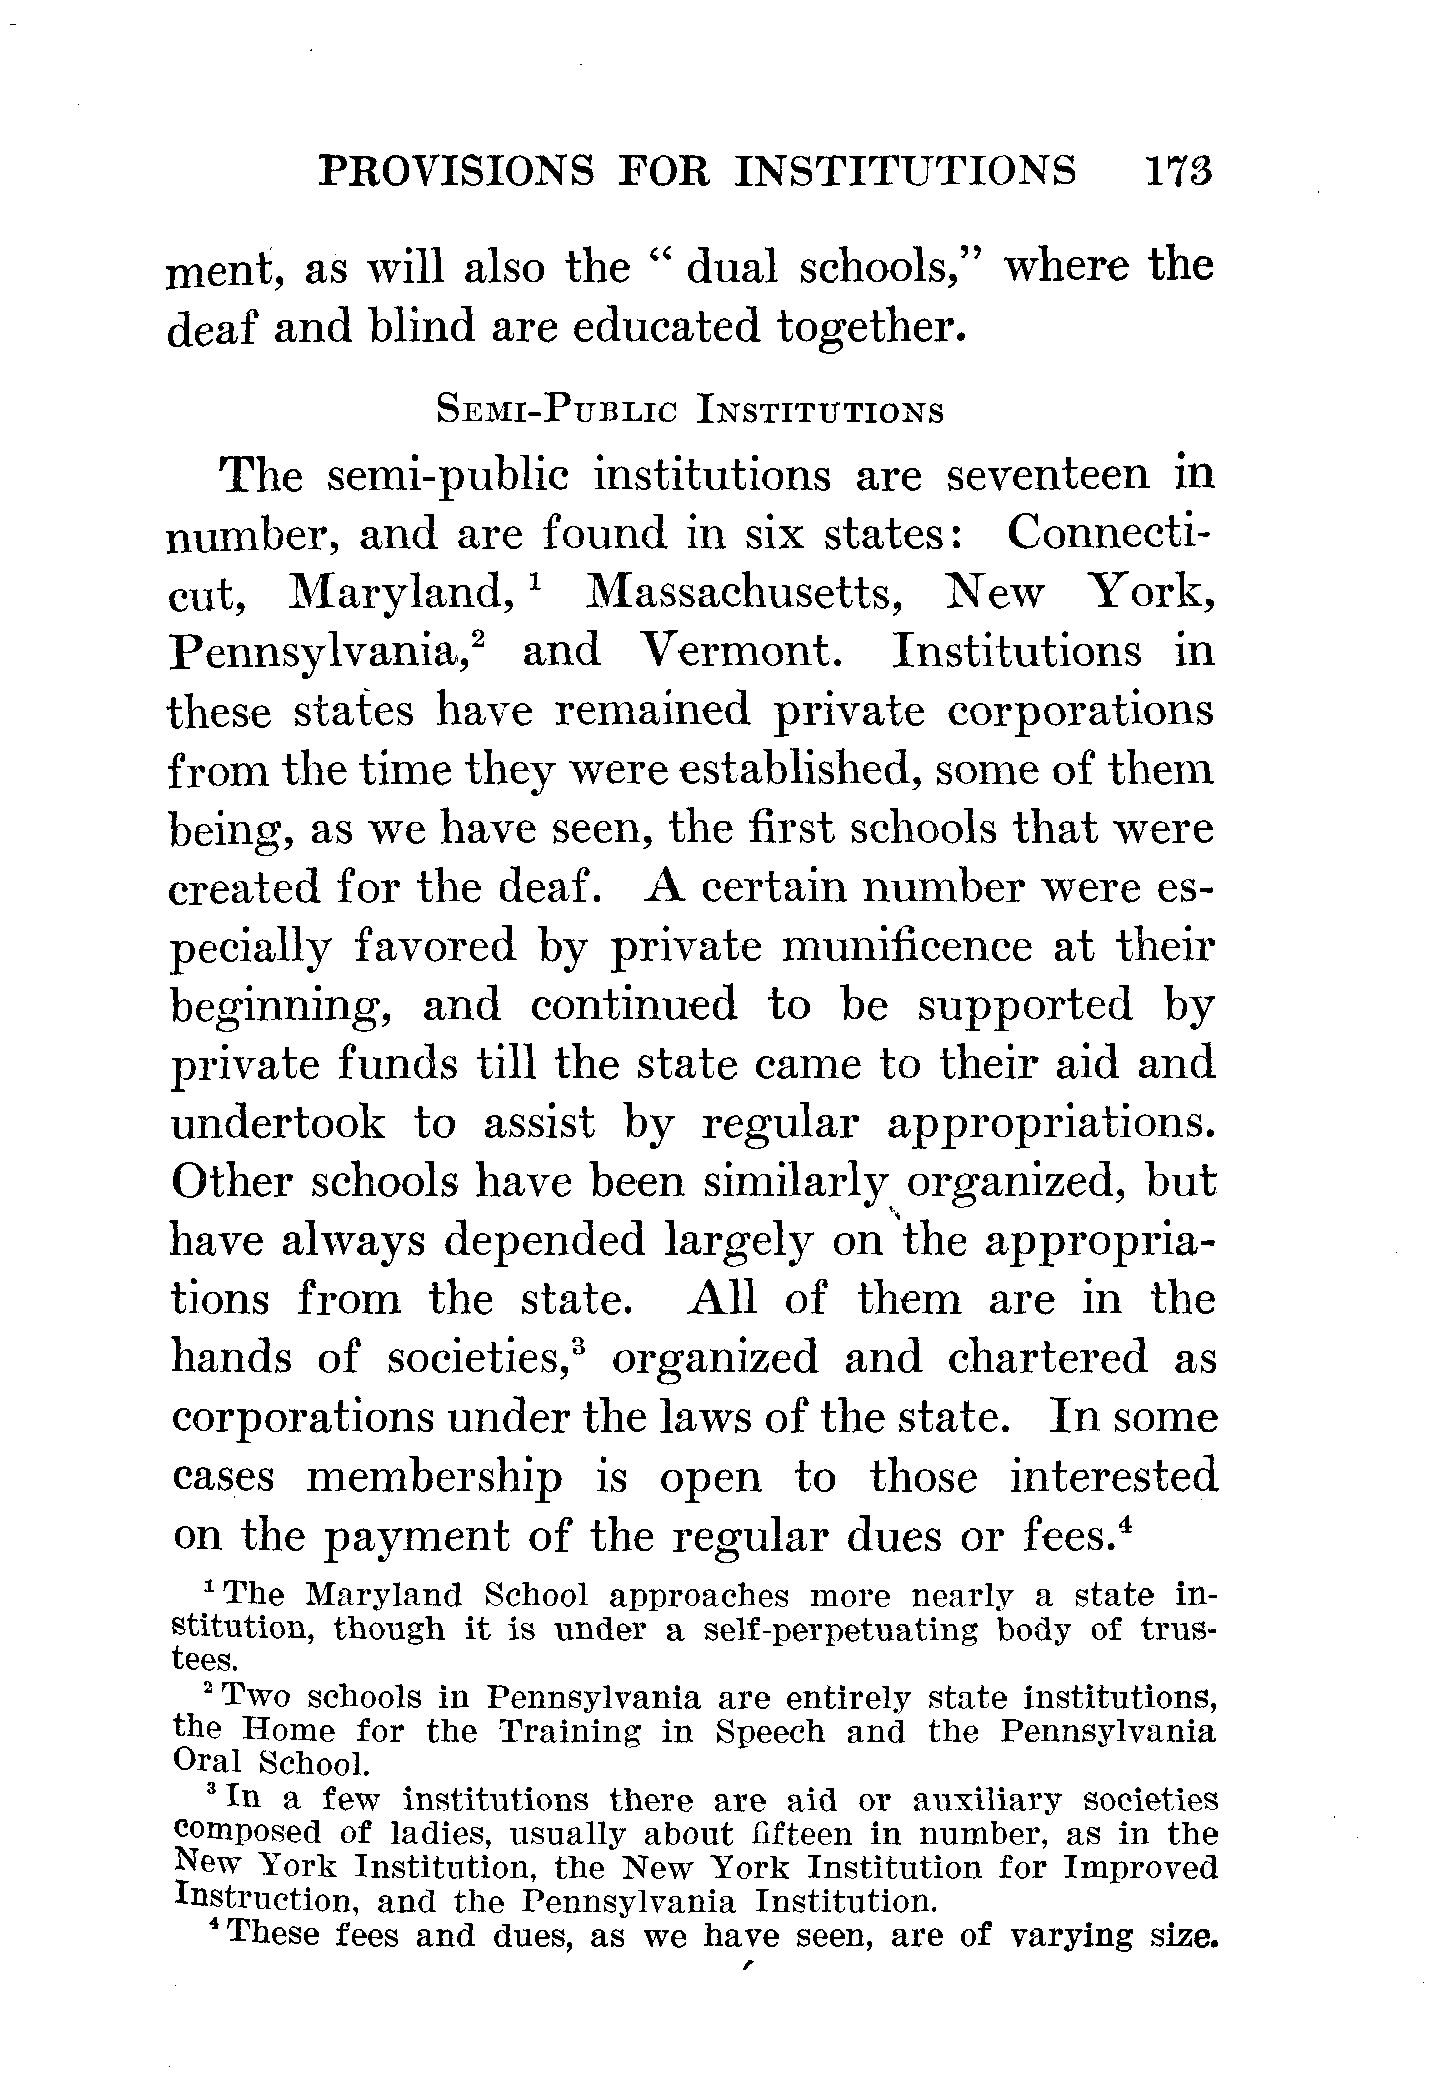 PROVISIONS FOR INSTITUTIONS 173
ment, as will also the “ dual schools,” where the
deaf and blind are educated together.
Semi-Public Institutions
The semi-public institutions are seventeen in
number, and are found in six states: Connecti-
cut, Maryland, ¹ Massachusetts, New York,
Pennsylvania,² and Vermont. Institutions in
these states have remained private corporations
from the time they were established, some of them
being, as we have seen, the first schools that were
created for the deaf. A certain number were es-
pecially favored by private munificence at their
beginning, and continued to be supported by
private funds till the state came to their aid and
undertook to assist by regular appropriations.
Other schools have been similarly organized, but
have always depended largely on the appropria-
tions from the state. All of them are in the
hands of societies,³ organized and chartered as
corporations under the laws of the state. In some
cases membership is open to those interested
on the payment of the regular dues or fees.⁴
¹ The Maryland School approaches more nearly a state in-
stitution, though it is under a self-perpetuating body of trus-
tees.
² Two schools in Pennsylvania are entirely state institutions,
the Home for the Training in Speech and the Pennsylvania
Oral School.
³ In a few institutions there are aid or auxiliary societies
composed of ladies, usually about fifteen in number, as in the
New York Institution, the New York Institution for Improved
Instruction, and the Pennsylvania Institution.
⁴ These fees and dues, as we have seen, are of varying size.